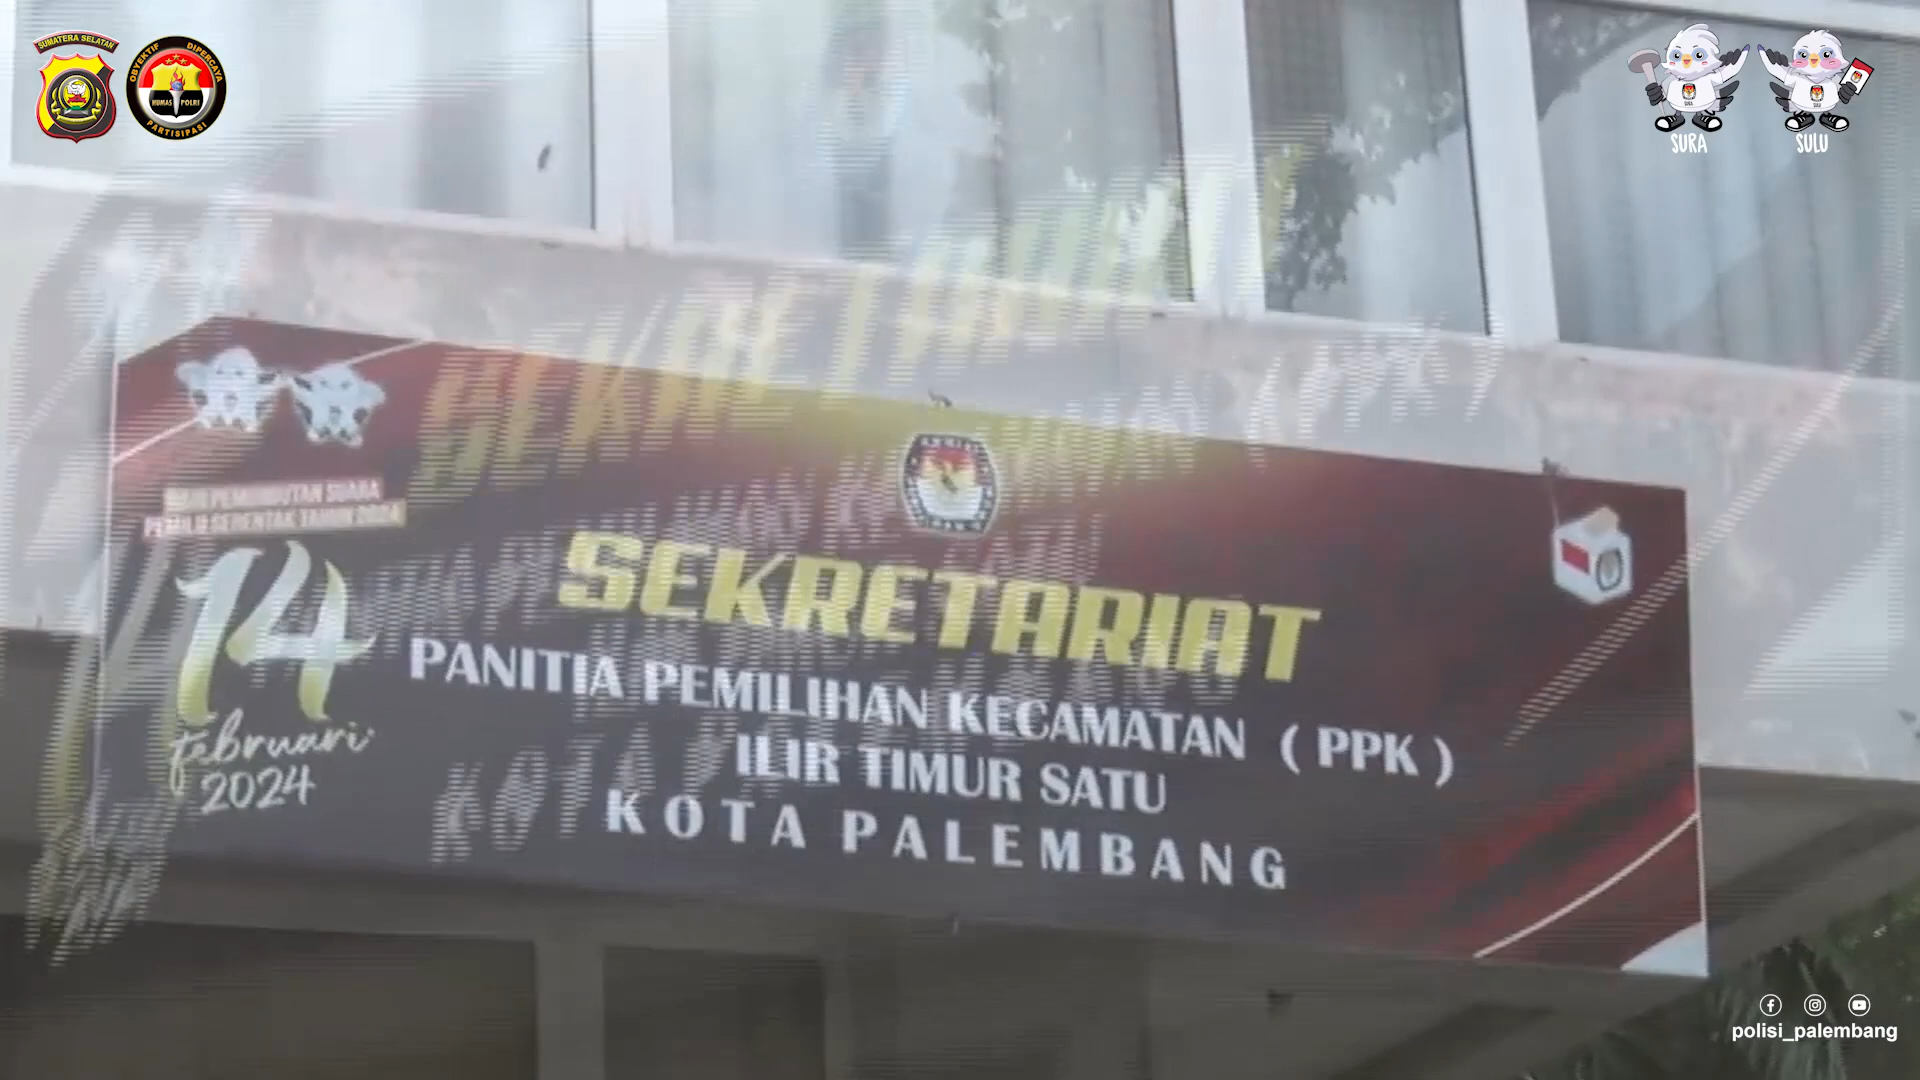 SUMATERA SELATAN
OBYEKTIF DIPERCAYA
HUMAS POLRI
PARTISIPASI
SURA
SULU
HARI PEMUNGUTAN SUARA
PEMILU SERENTAK TAHUN 2024
14
Februari
2024
SEKRETARIAT
PANITIA PEMILIHAN KECAMATAN ( PPK )
ILIR TIMUR SATU
KOTA PALEMBANG
polisi_palembang